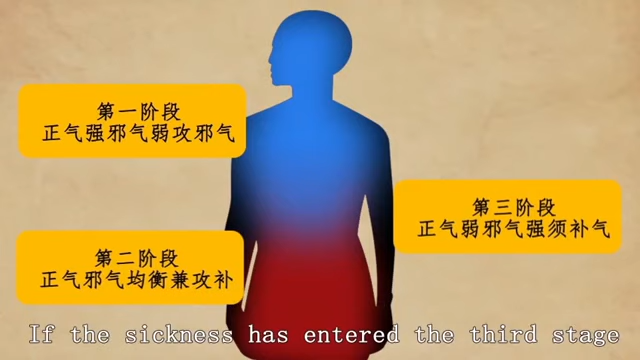 第一阶段
正气强邪气弱攻邪气
第二阶段
正气邪气均衡兼攻补
第三阶段
正气弱邪气强须补气
If the sickness has entered the third stage